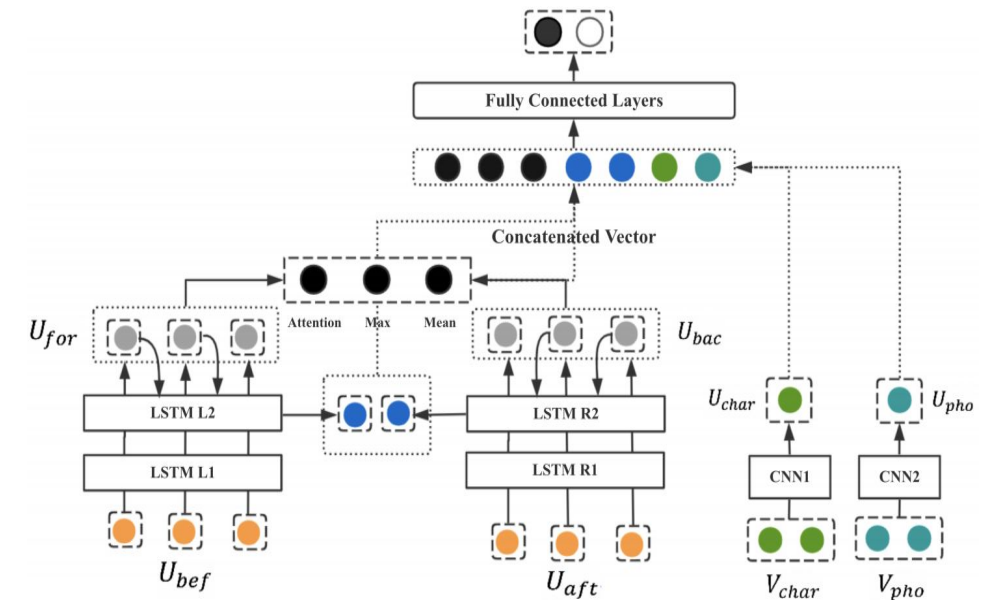 Fully Connected Layers
Concatenated Vector
Attention Max Mean
U_for
U_bac
LSTM L2
LSTM R2
U_char
U_pho
LSTM L1
LSTM R1
CNN1
CNN2
U_bef
U_aft
V_char
V_pho